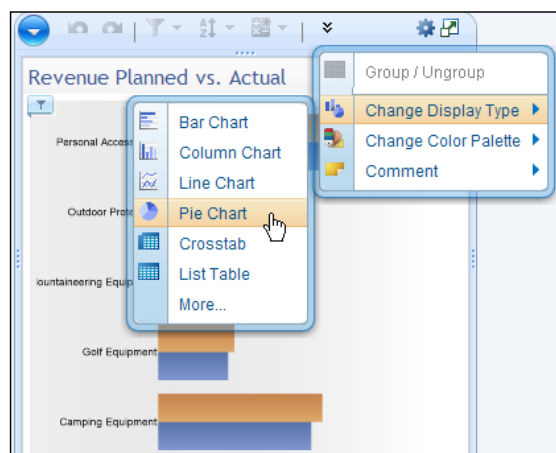 Revenue Planned vs. Actual
Group / Ungroup
Change Display Type
Change Color Palette
Comment
Bar Chart
Column Chart
Line Chart
Pie Chart
Crosstab
List Table
More...
Personal Access
Outdoor Prote
ountaineering Equip
Golf Equipment
Camping Equipment